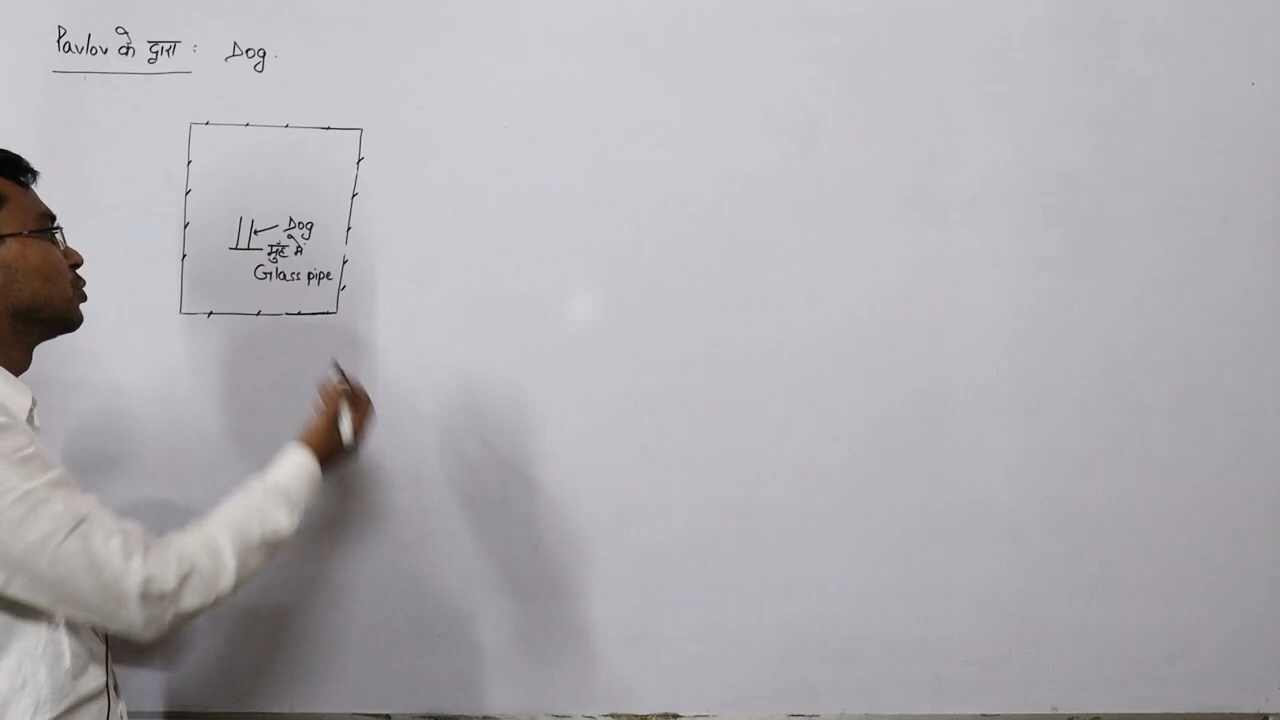 Pavlov के द्वारा : Dog.
Dog
मुँह में
Glass pipe